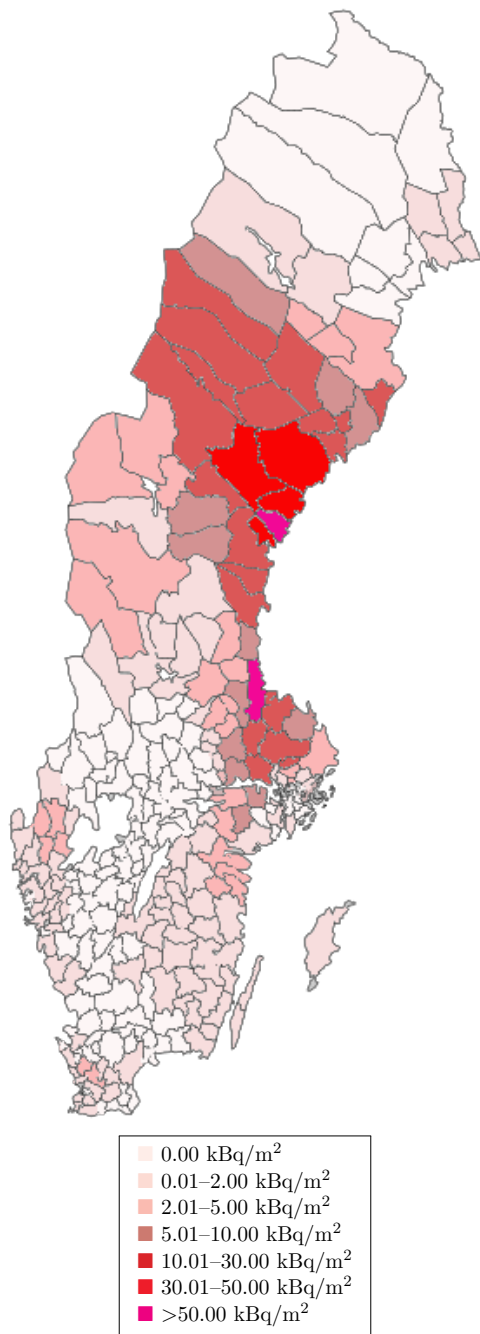 0.00 kBq/m²
0.01–2.00 kBq/m²
2.01–5.00 kBq/m²
5.01–10.00 kBq/m²
10.01–30.00 kBq/m²
30.01–50.00 kBq/m²
>50.00 kBq/m²